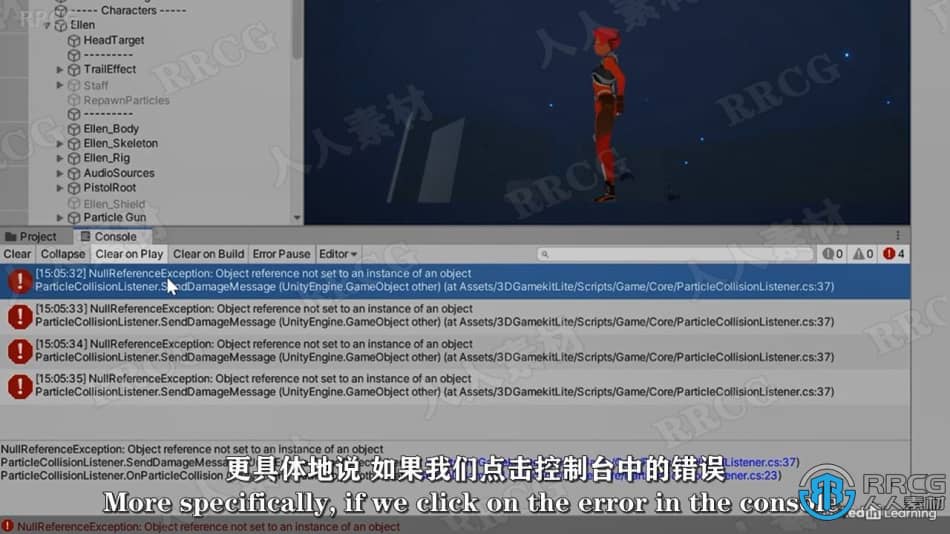 ----- Characters -----
Ellen
HeadTarget
---------
TrailEffect
Staff
RepawnParticles
---------
Ellen_Body
Ellen_Skeleton
Ellen_Rig
AudioSources
PistolRoot
Ellen_Shield
Particle Gun
Project Console
Clear Collapse Clear on Play Clear on Build Error Pause Editor 0 0 4
[15:05:32] NullReferenceException: Object reference not set to an instance of an object
ParticleCollisionListener.SendDamageMessage (UnityEngine.GameObject other) (at Assets/3DGamekitLite/Scripts/Game/Core/ParticleCollisionListener.cs:37)
[15:05:33] NullReferenceException: Object reference not set to an instance of an object
ParticleCollisionListener.SendDamageMessage (UnityEngine.GameObject other) (at Assets/3DGamekitLite/Scripts/Game/Core/ParticleCollisionListener.cs:37)
[15:05:34] NullReferenceException: Object reference not set to an instance of an object
ParticleCollisionListener.SendDamageMessage (UnityEngine.GameObject other) (at Assets/3DGamekitLite/Scripts/Game/Core/ParticleCollisionListener.cs:37)
[15:05:35] NullReferenceException: Object reference not set to an instance of an object
ParticleCollisionListener.SendDamageMessage (UnityEngine.GameObject other) (at Assets/3DGamekitLite/Scripts/Game/Core/ParticleCollisionListener.cs:37)
NullReferenceException: Object reference not set to an instance of an object
ParticleCollisionListener.SendDamageMessag Listener.cs:37)
ParticleCollisionListener.OnParticleCollision cs:23)
更具体地说 如果我们点击控制台中的错误
More specifically, if we click on the error in the console,
NullReferenceException: Object reference not set to an instance of an object
RRCG
人人素材
in Learning